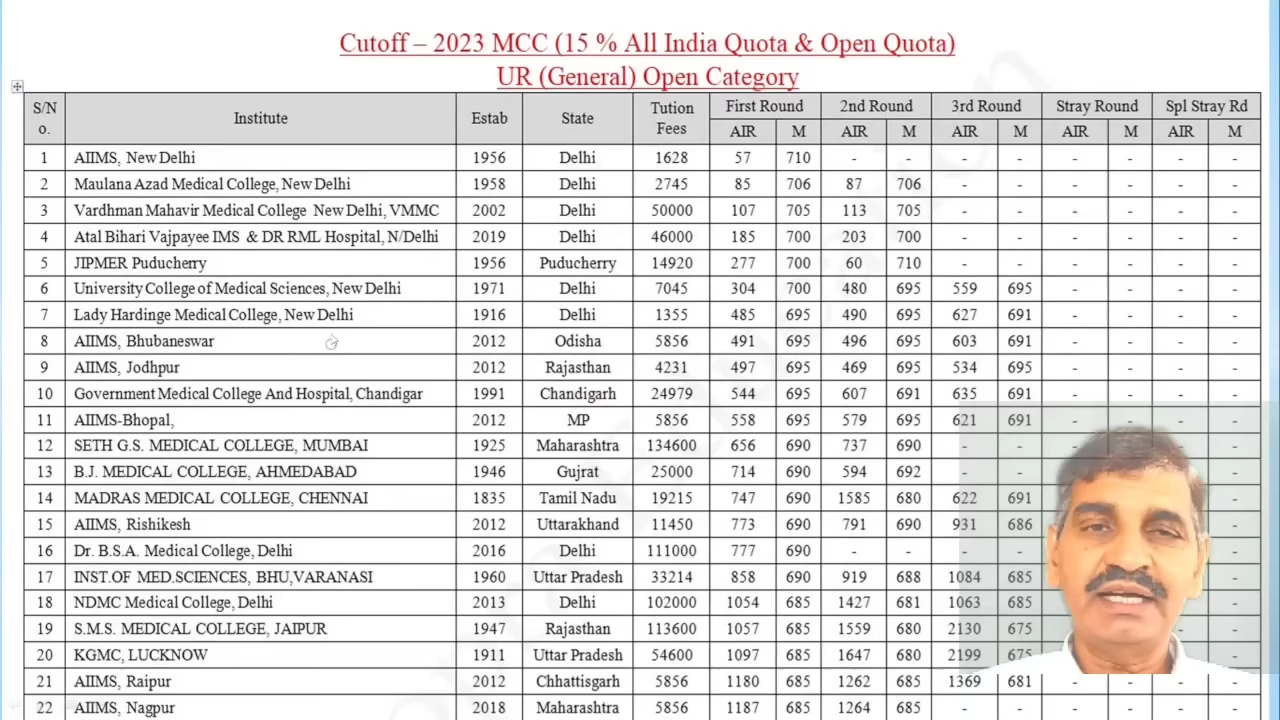 Cutoff – 2023 MCC (15 % All India Quota & Open Quota)
UR (General) Open Category
S/N o. Institute Estab State Tution Fees First Round 2nd Round 3rd Round Stray Round Spl Stray Rd
AIR M AIR M AIR M AIR M AIR M
1 AIIMS, New Delhi 1956 Delhi 1628 57 710 - - - - - - - -
2 Maulana Azad Medical College, New Delhi 1958 Delhi 2745 85 706 87 706 - - - - - -
3 Vardhman Mahavir Medical College New Delhi, VMMC 2002 Delhi 50000 107 705 113 705 - - - - - -
4 Atal Bihari Vajpayee IMS & DR RML Hospital, N/Delhi 2019 Delhi 46000 185 700 203 700 - - - - - -
5 JIPMER Puducherry 1956 Puducherry 14920 277 700 60 710 - - - - - -
6 University College of Medical Sciences, New Delhi 1971 Delhi 7045 304 700 480 695 559 695 - - - -
7 Lady Hardinge Medical College, New Delhi 1916 Delhi 1355 485 695 490 695 627 691 - - - -
8 AIIMS, Bhubaneswar 2012 Odisha 5856 491 695 496 695 603 691 - - - -
9 AIIMS, Jodhpur 2012 Rajasthan 4231 497 695 469 695 534 695 - - - -
10 Government Medical College And Hospital, Chandigar 1991 Chandigarh 24979 544 695 607 691 635 691 - - - -
11 AIIMS-Bhopal, 2012 MP 5856 558 695 579 695 621 691 - - - -
12 SETH G.S. MEDICAL COLLEGE, MUMBAI 1925 Maharashtra 134600 656 690 737 690 - - - - - -
13 B.J. MEDICAL COLLEGE, AHMEDABAD 1946 Gujrat 25000 714 690 594 692 - - -
14 MADRAS MEDICAL COLLEGE, CHENNAI 1835 Tamil Nadu 19215 747 690 1585 680 622 691 -
15 AIIMS, Rishikesh 2012 Uttarakhand 11450 773 690 791 690 931 686 -
16 Dr. B.S.A. Medical College, Delhi 2016 Delhi 111000 777 690 - - - - -
17 INST.OF MED.SCIENCES, BHU,VARANASI 1960 Uttar Pradesh 33214 858 690 919 688 1084 685 -
18 NDMC Medical College, Delhi 2013 Delhi 102000 1054 685 1427 681 1063 685 -
19 S.M.S. MEDICAL COLLEGE, JAIPUR 1947 Rajasthan 113600 1057 685 1559 680 2130 675 - -
20 KGMC, LUCKNOW 1911 Uttar Pradesh 54600 1097 685 1647 680 2199 675 -
21 AIIMS, Raipur 2012 Chhattisgarh 5856 1180 685 1262 685 1369 681 - - - -
22 AIIMS, Nagpur 2018 Maharashtra 5856 1187 685 1264 685 - - - - - -